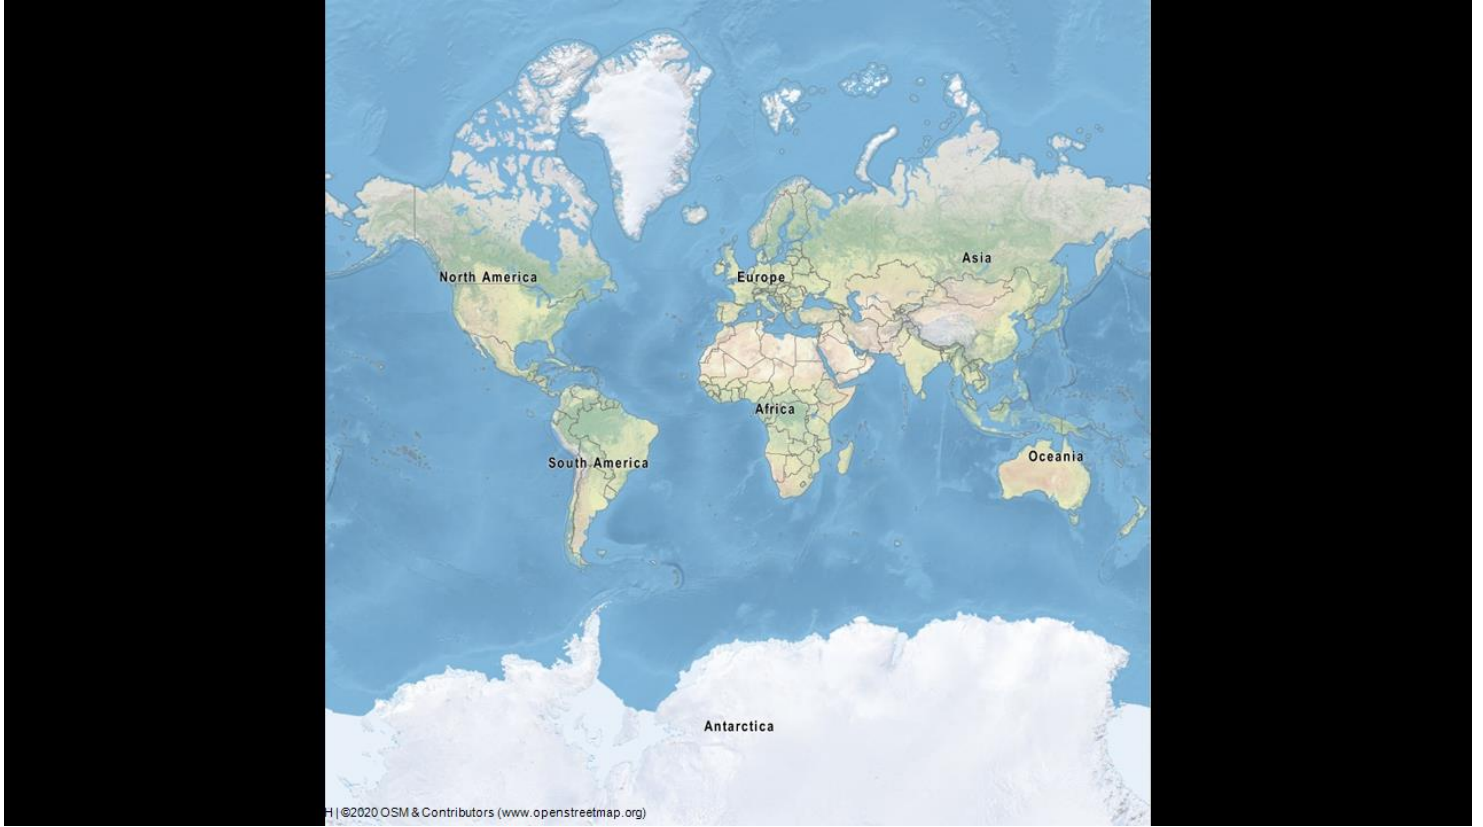 Asia
North America
Europe
Africa
Oceania
South America
Antarctica
H | ©2020 OSM & Contributors (www.openstreetmap.org)